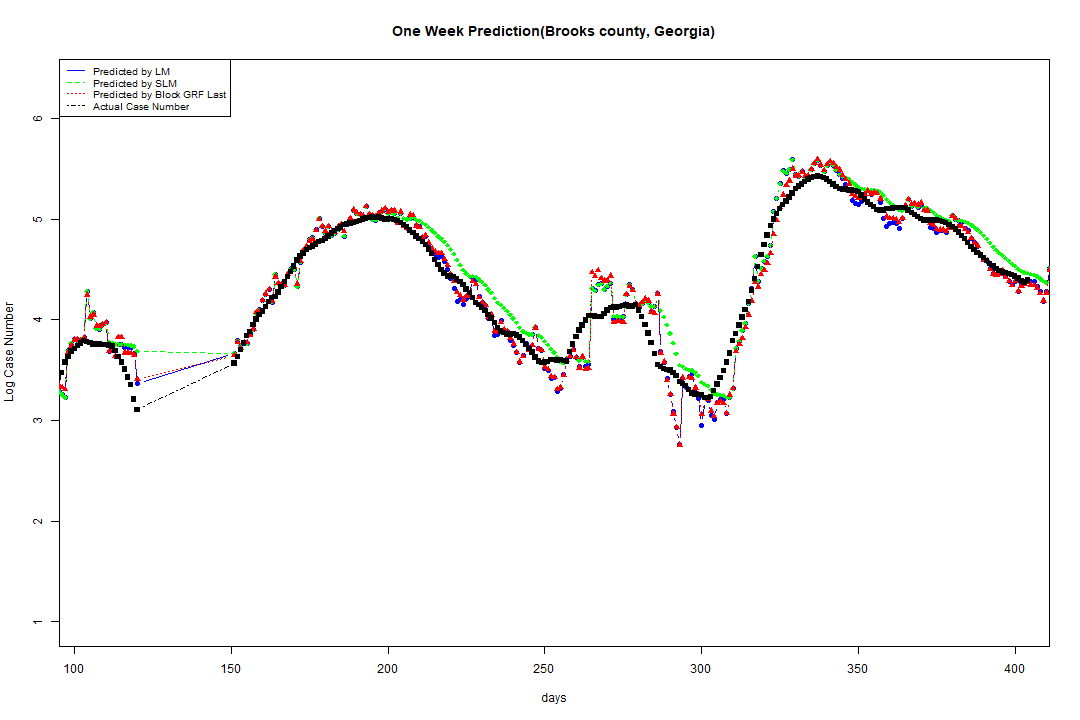 One Week Prediction(Brooks county, Georgia)
Predicted by LM
Predicted by SLM
Predicted by Block GRF Last
Actual Case Number
Log Case Number
6
5
4
3
2
1
100 150 200 250 300 350 400
days